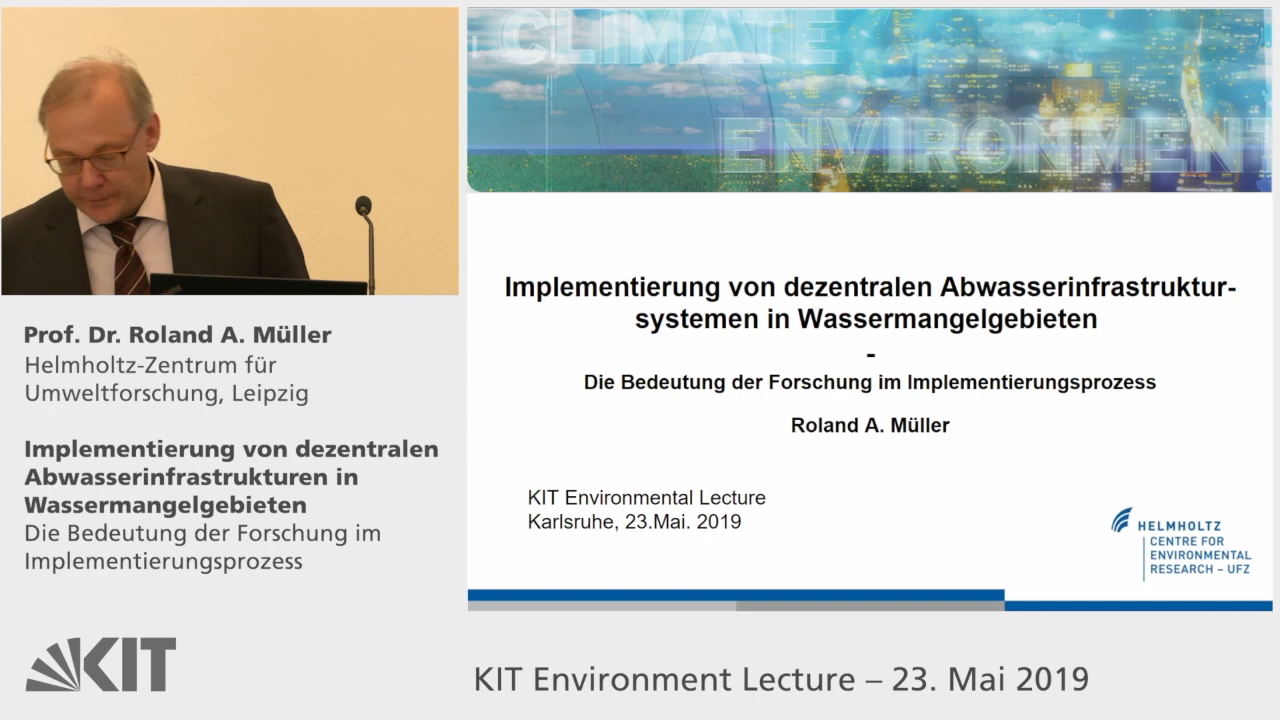 CLIMATE
ENVIRONMENT
Implementierung von dezentralen Abwasserinfrastruktur-
systemen in Wassermangelgebieten
-
Die Bedeutung der Forschung im Implementierungsprozess
Roland A. Müller
KIT Environmental Lecture
Karlsruhe, 23.Mai. 2019
HELMHOLTZ
CENTRE FOR
ENVIRONMENTAL
RESEARCH – UFZ
Prof. Dr. Roland A. Müller
Helmholtz-Zentrum für
Umweltforschung, Leipzig
Implementierung von dezentralen
Abwasserinfrastrukturen in
Wassermangelgebieten
Die Bedeutung der Forschung im
Implementierungsprozess
KIT
KIT Environment Lecture – 23. Mai 2019